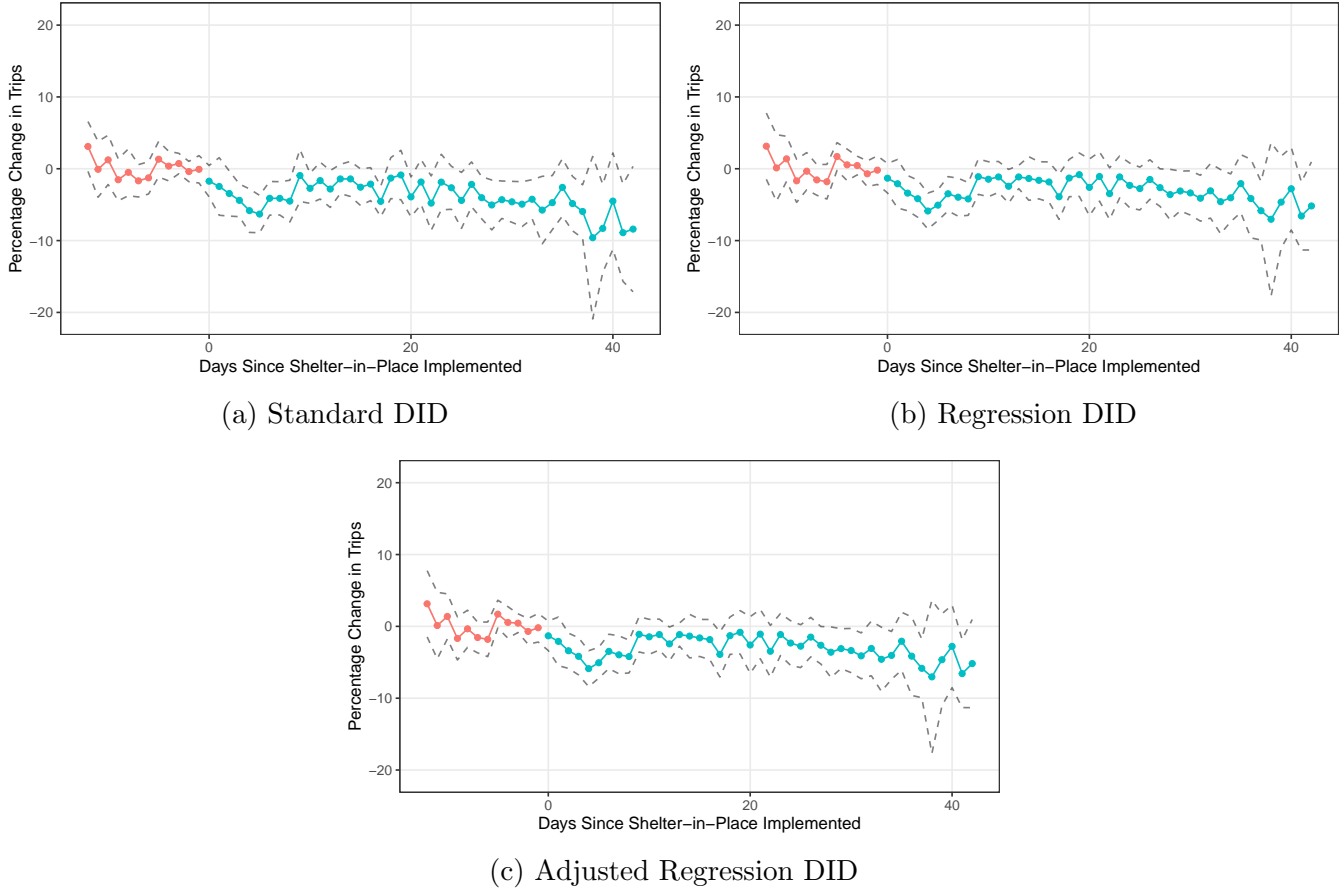 20
10
0
−10
−20
Percentage Change in Trips
0
20
40
Days Since Shelter−in−Place Implemented
(a) Standard DID
20
10
0
−10
−20
Percentage Change in Trips
0
20
40
Days Since Shelter−in−Place Implemented
(b) Regression DID
20
10
0
−10
−20
Percentage Change in Trips
0
20
40
Days Since Shelter−in−Place Implemented
(c) Adjusted Regression DID